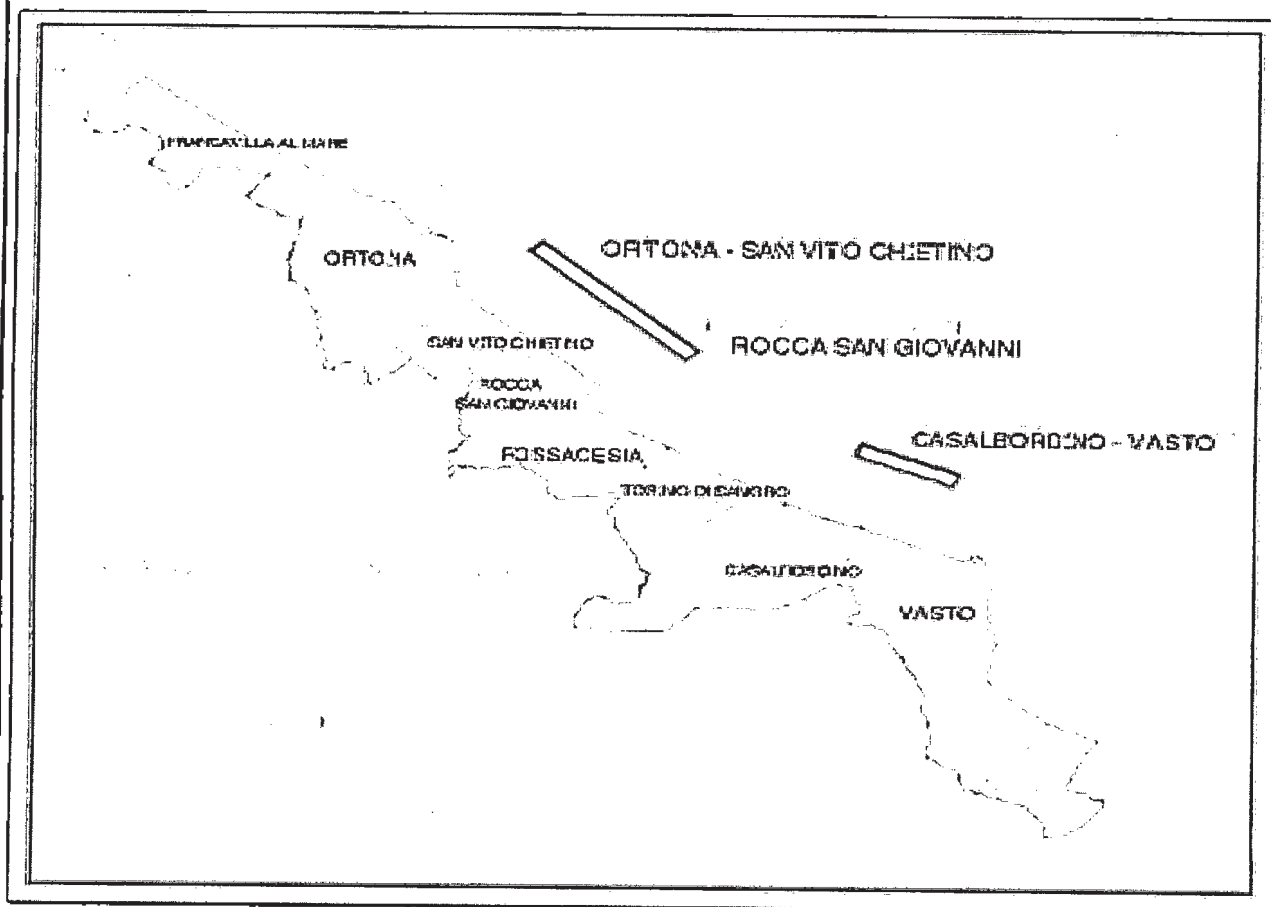 FRANCAVILLA AL MARE
ORTONA - SAN VITO CHIETINO
ORTONA
SAN VITO CHIETINO
ROCCA SAN GIOVANNI
ROCCA
SAN GIOVANNI
CASALBORDINO - VASTO
FOSSACESIA
TORINO DI SANGRO
CASALBORDINO
VASTO